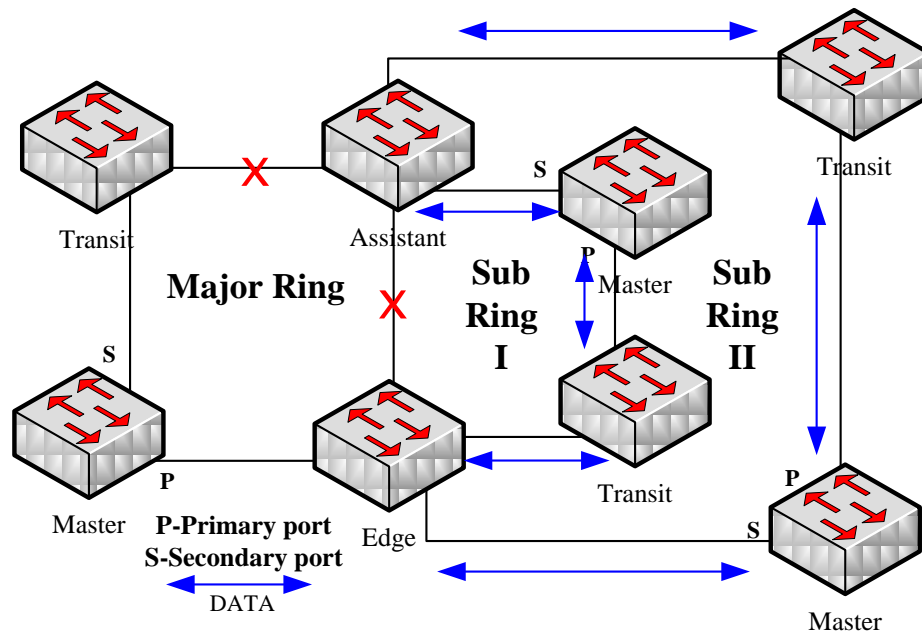 Transit
X
Assistant
S
Transit
Major Ring
X
Sub
Ring
I
P
Master
Sub
Ring
II
S
P
Master
P-Primary port
S-Secondary port
DATA
Edge
Transit
P
S
Master